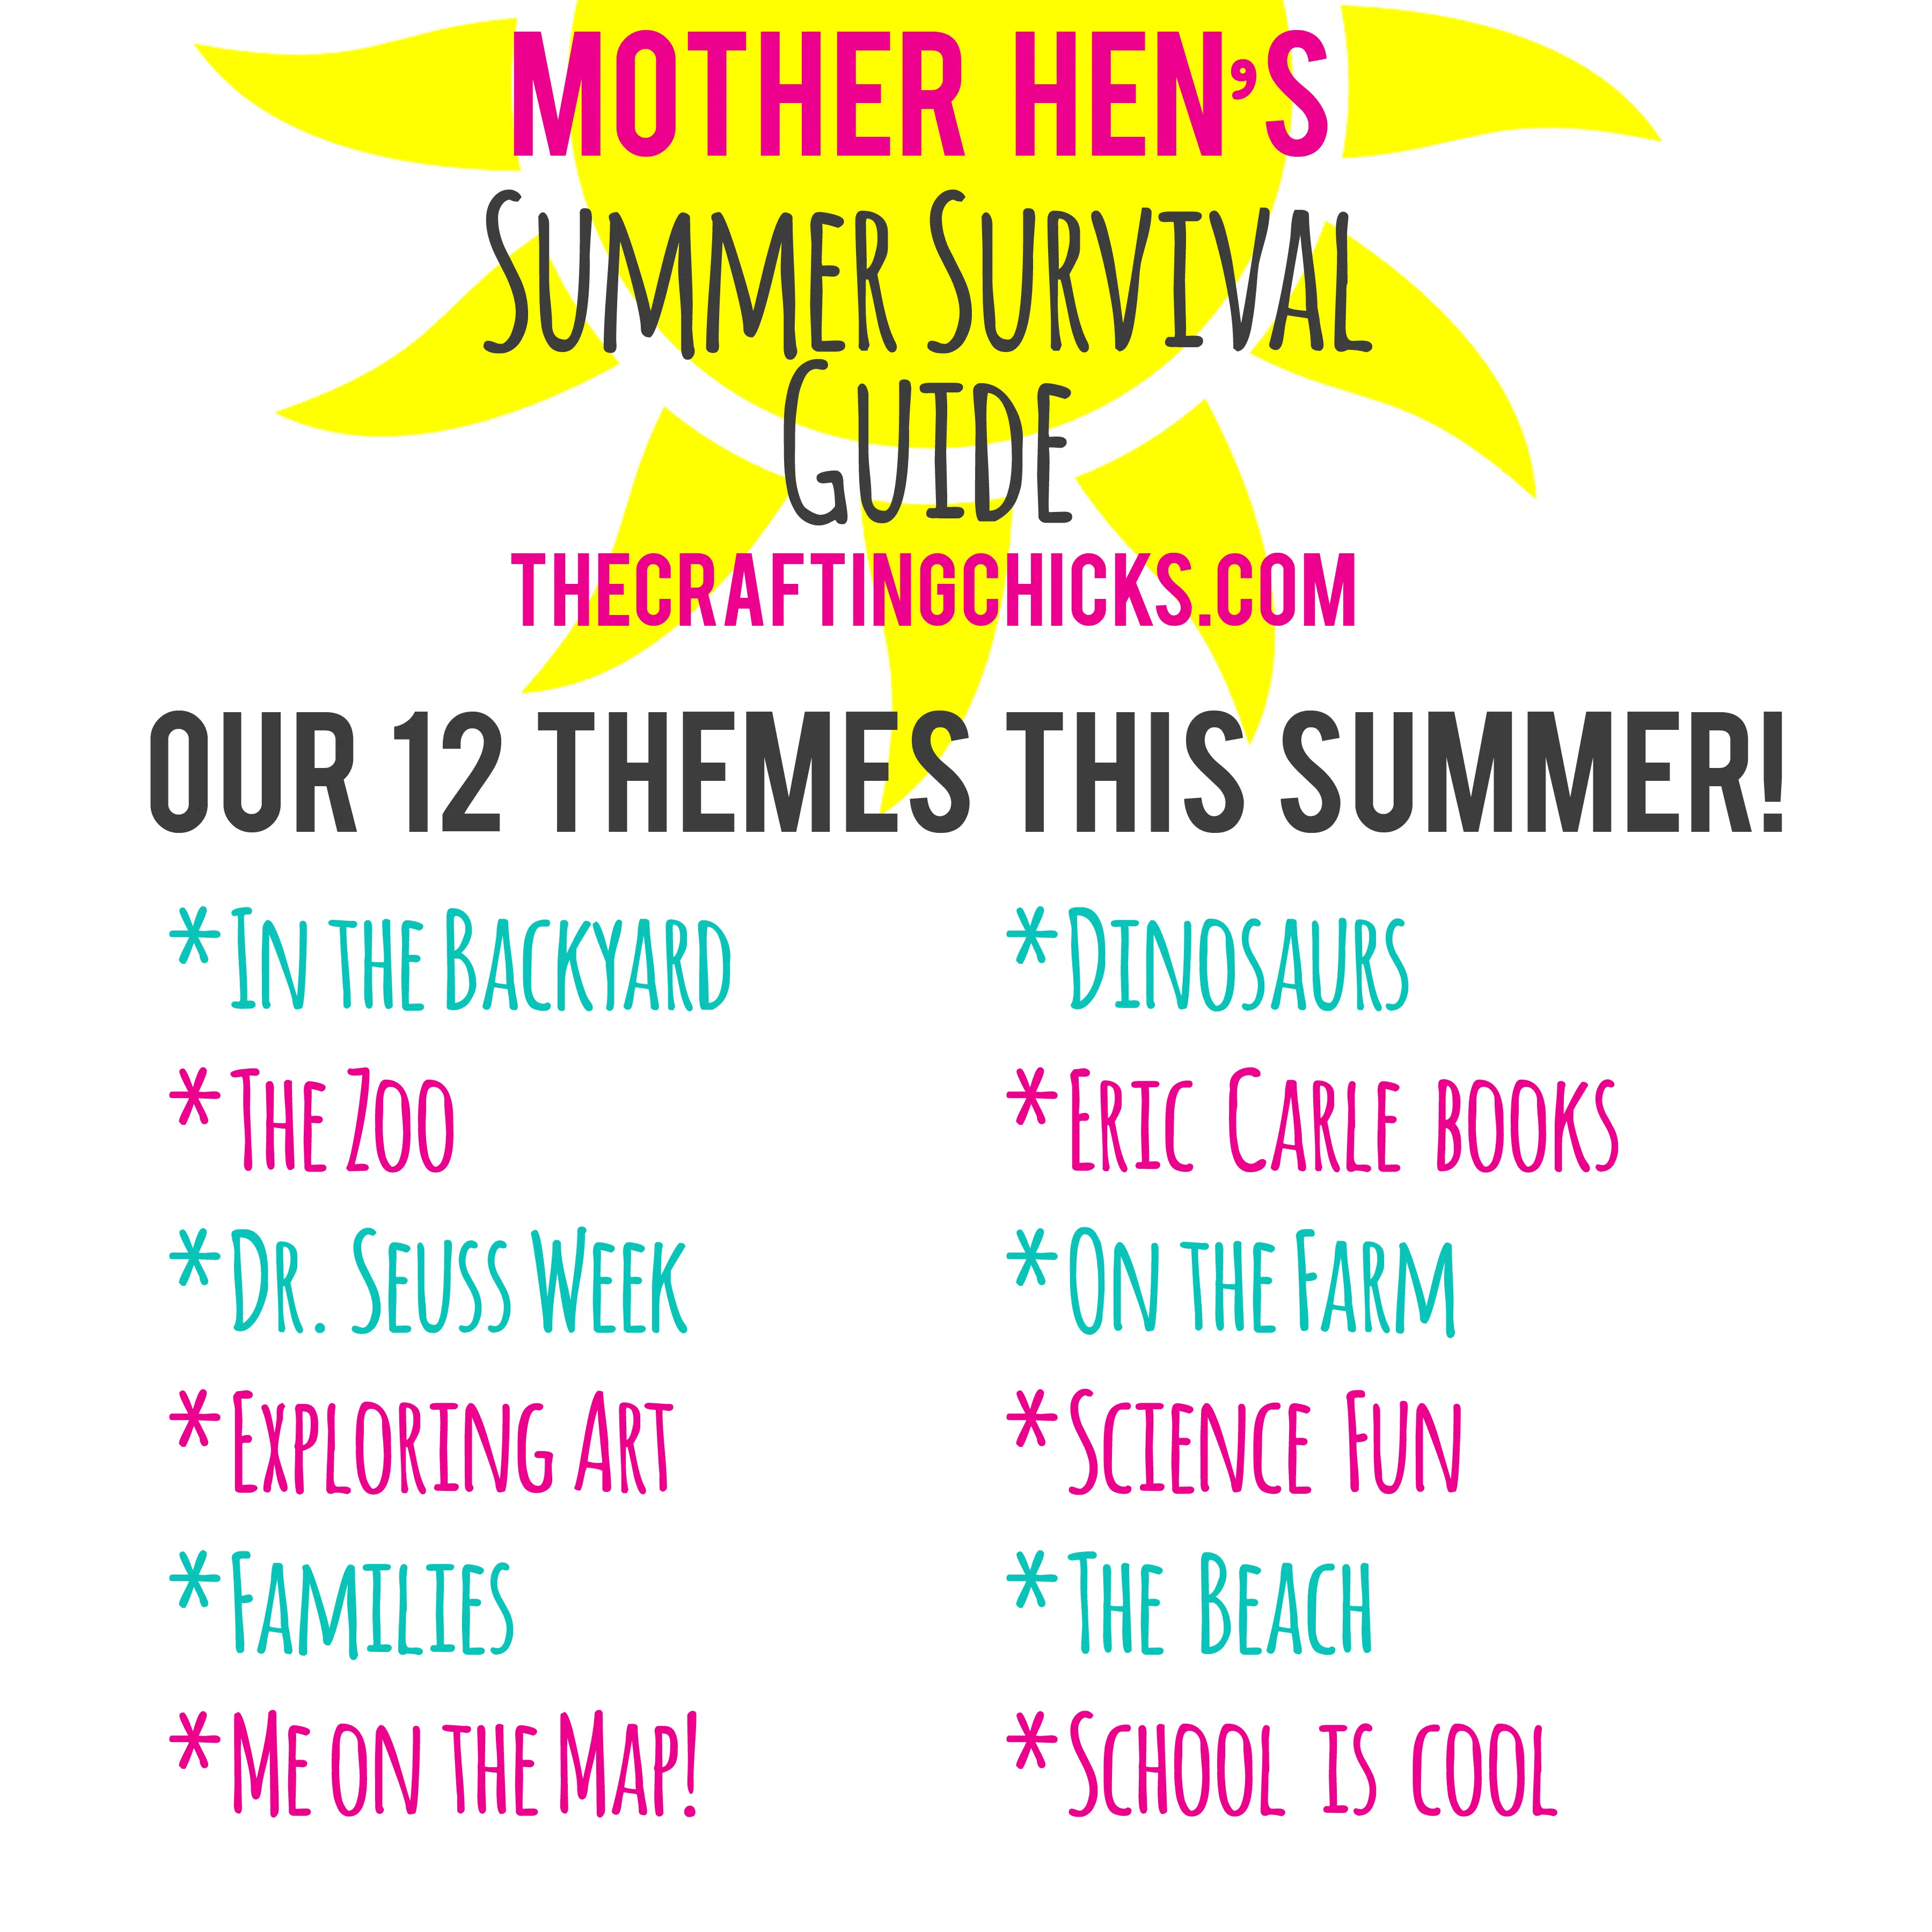 MOTHER HEN'S
SUMMER SURVIVAL
GUIDE
THECRAFTINGCHICKS.COM
OUR 12 THEMES THIS SUMMER!
*IN THE BACKYARD
*THE ZOO
*DR. SEUSS WEEK
*EXPLORING ART
*FAMILIES
*ME ON THE MAP!
*DINOSAURS
*ERIC CARLE BOOKS
*ON THE FARM
*SCIENCE FUN
*THE BEACH
*SCHOOL IS COOL